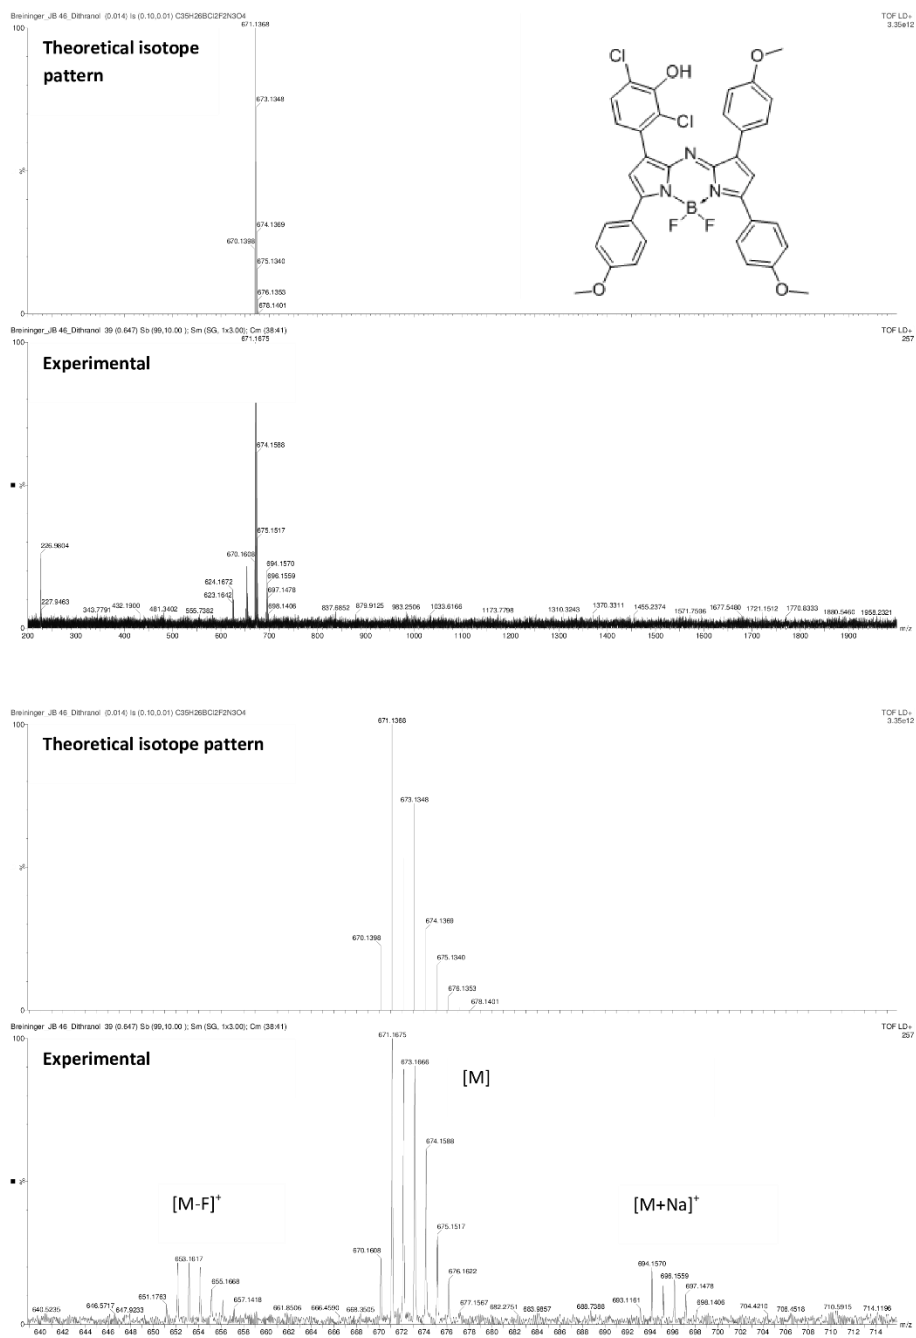 Breininger_JB 46_Dithranol (0.014) Is (0.10,0.01) C35H26BCl2F2N3O4
TOF LD+
3.35e12
100
671.1368
Theoretical isotope
pattern
673.1348
674.1369
670.1398
675.1340
676.1353
678.1401
%
0
Cl
OH
Cl
O
N
N
N
B
F
F
O
O
Breininger_JB 46_Dithranol 39 (0.647) Sb (99,10.00 ); Sm (SG, 1x3.00); Cm (38:41)
TOF LD+
257
100
671.1675
Experimental
674.1588
%
675.1517
226.9804
670.1608
694.1570
696.1559
624.1672
623.1642
697.1478
698.1406
227.9463
343.7791
432.1900
481.3402
555.7382
837.6852
879.9125
983.2506
1033.6166
1173.7798
1310.3243
1370.3311
1455.2374
1571.7506
1677.5480
1721.1512
1770.8333
1880.5460
1958.2321
0
m/z
200 300 400 500 600 700 800 900 1000 1100 1200 1300 1400 1500 1600 1700 1800 1900
Breininger_JB 46_Dithranol (0.014) Is (0.10,0.01) C35H26BCl2F2N3O4
TOF LD+
3.35e12
100
671.1368
Theoretical isotope pattern
673.1348
%
674.1369
670.1398
675.1340
676.1353
678.1401
0
Breininger_JB 46_Dithranol 39 (0.647) Sb (99,10.00 ); Sm (SG, 1x3.00); Cm (38:41)
TOF LD+
257
100
671.1675
Experimental
673.1666
[M]
674.1588
%
[M-F]+
[M+Na]+
675.1517
670.1608
653.1617
676.1622
694.1570
696.1559
655.1668
697.1478
651.1763
657.1418
698.1406
640.5235
646.5717
647.9233
661.8506
666.4590
668.3505
677.1567
682.2751
683.9857
688.7388
693.1161
704.4210
706.4518
710.5915
714.1196
0
m/z
640 642 644 646 648 650 652 654 656 658 660 662 664 666 668 670 672 674 676 678 680 682 684 686 688 690 692 694 696 698 700 702 704 706 708 710 712 714